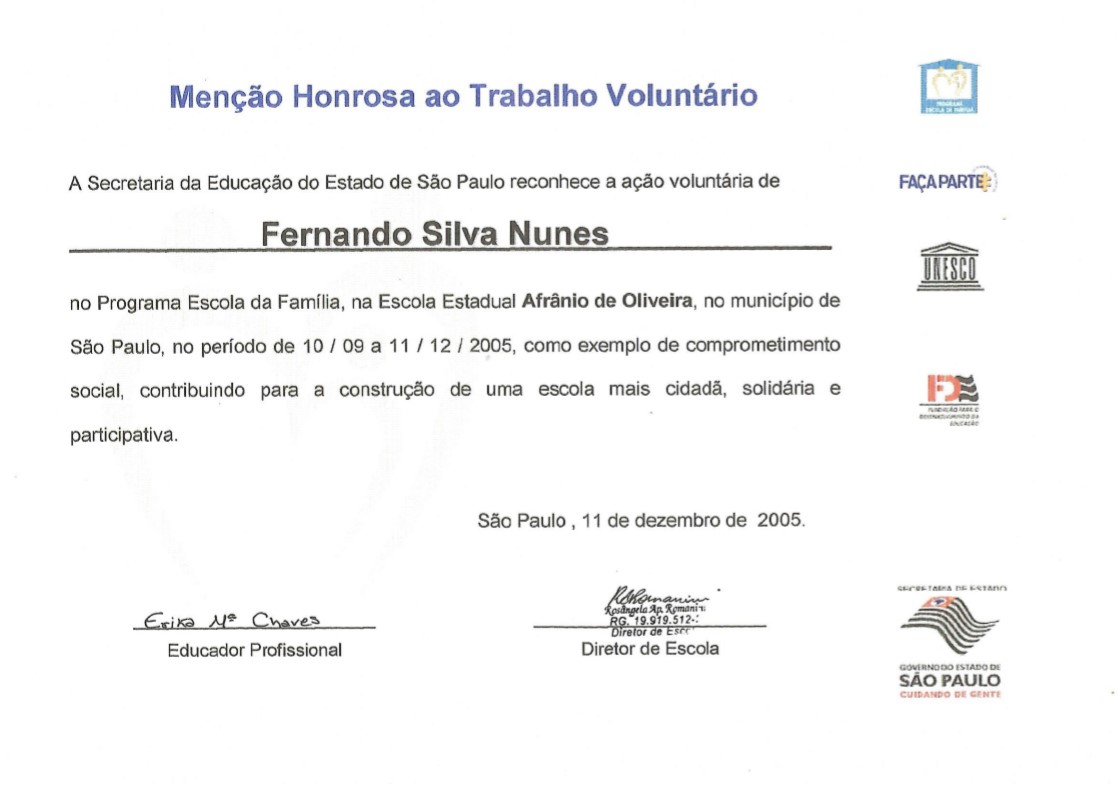 Menção Honrosa ao Trabalho Voluntário
A Secretaria da Educação do Estado de São Paulo reconhece a ação voluntária de
Fernando Silva Nunes
no Programa Escola da Família, na Escola Estadual Afrânio de Oliveira, no município de
São Paulo, no período de 10 / 09 a 11 / 12 / 2005, como exemplo de comprometimento
social, contribuindo para a construção de uma escola mais cidadã, solidária e
participativa.
São Paulo , 11 de dezembro de 2005.
Erika Mª Chaves
Educador Profissional
Rosângela Ap. Romani
RG. 19.919.512-
Diretor de Esc
Diretor de Escola
PROGRAMA
ESCOLA DA FAMÍLIA
FAÇA PARTE
UNESCO
FDE
FUNDAÇÃO PARA O
DESENVOLVIMENTO DA
EDUCAÇÃO
SECRETARIA DE ESTADO
GOVERNO DO ESTADO DE
SÃO PAULO
CUIDANDO DE GENTE